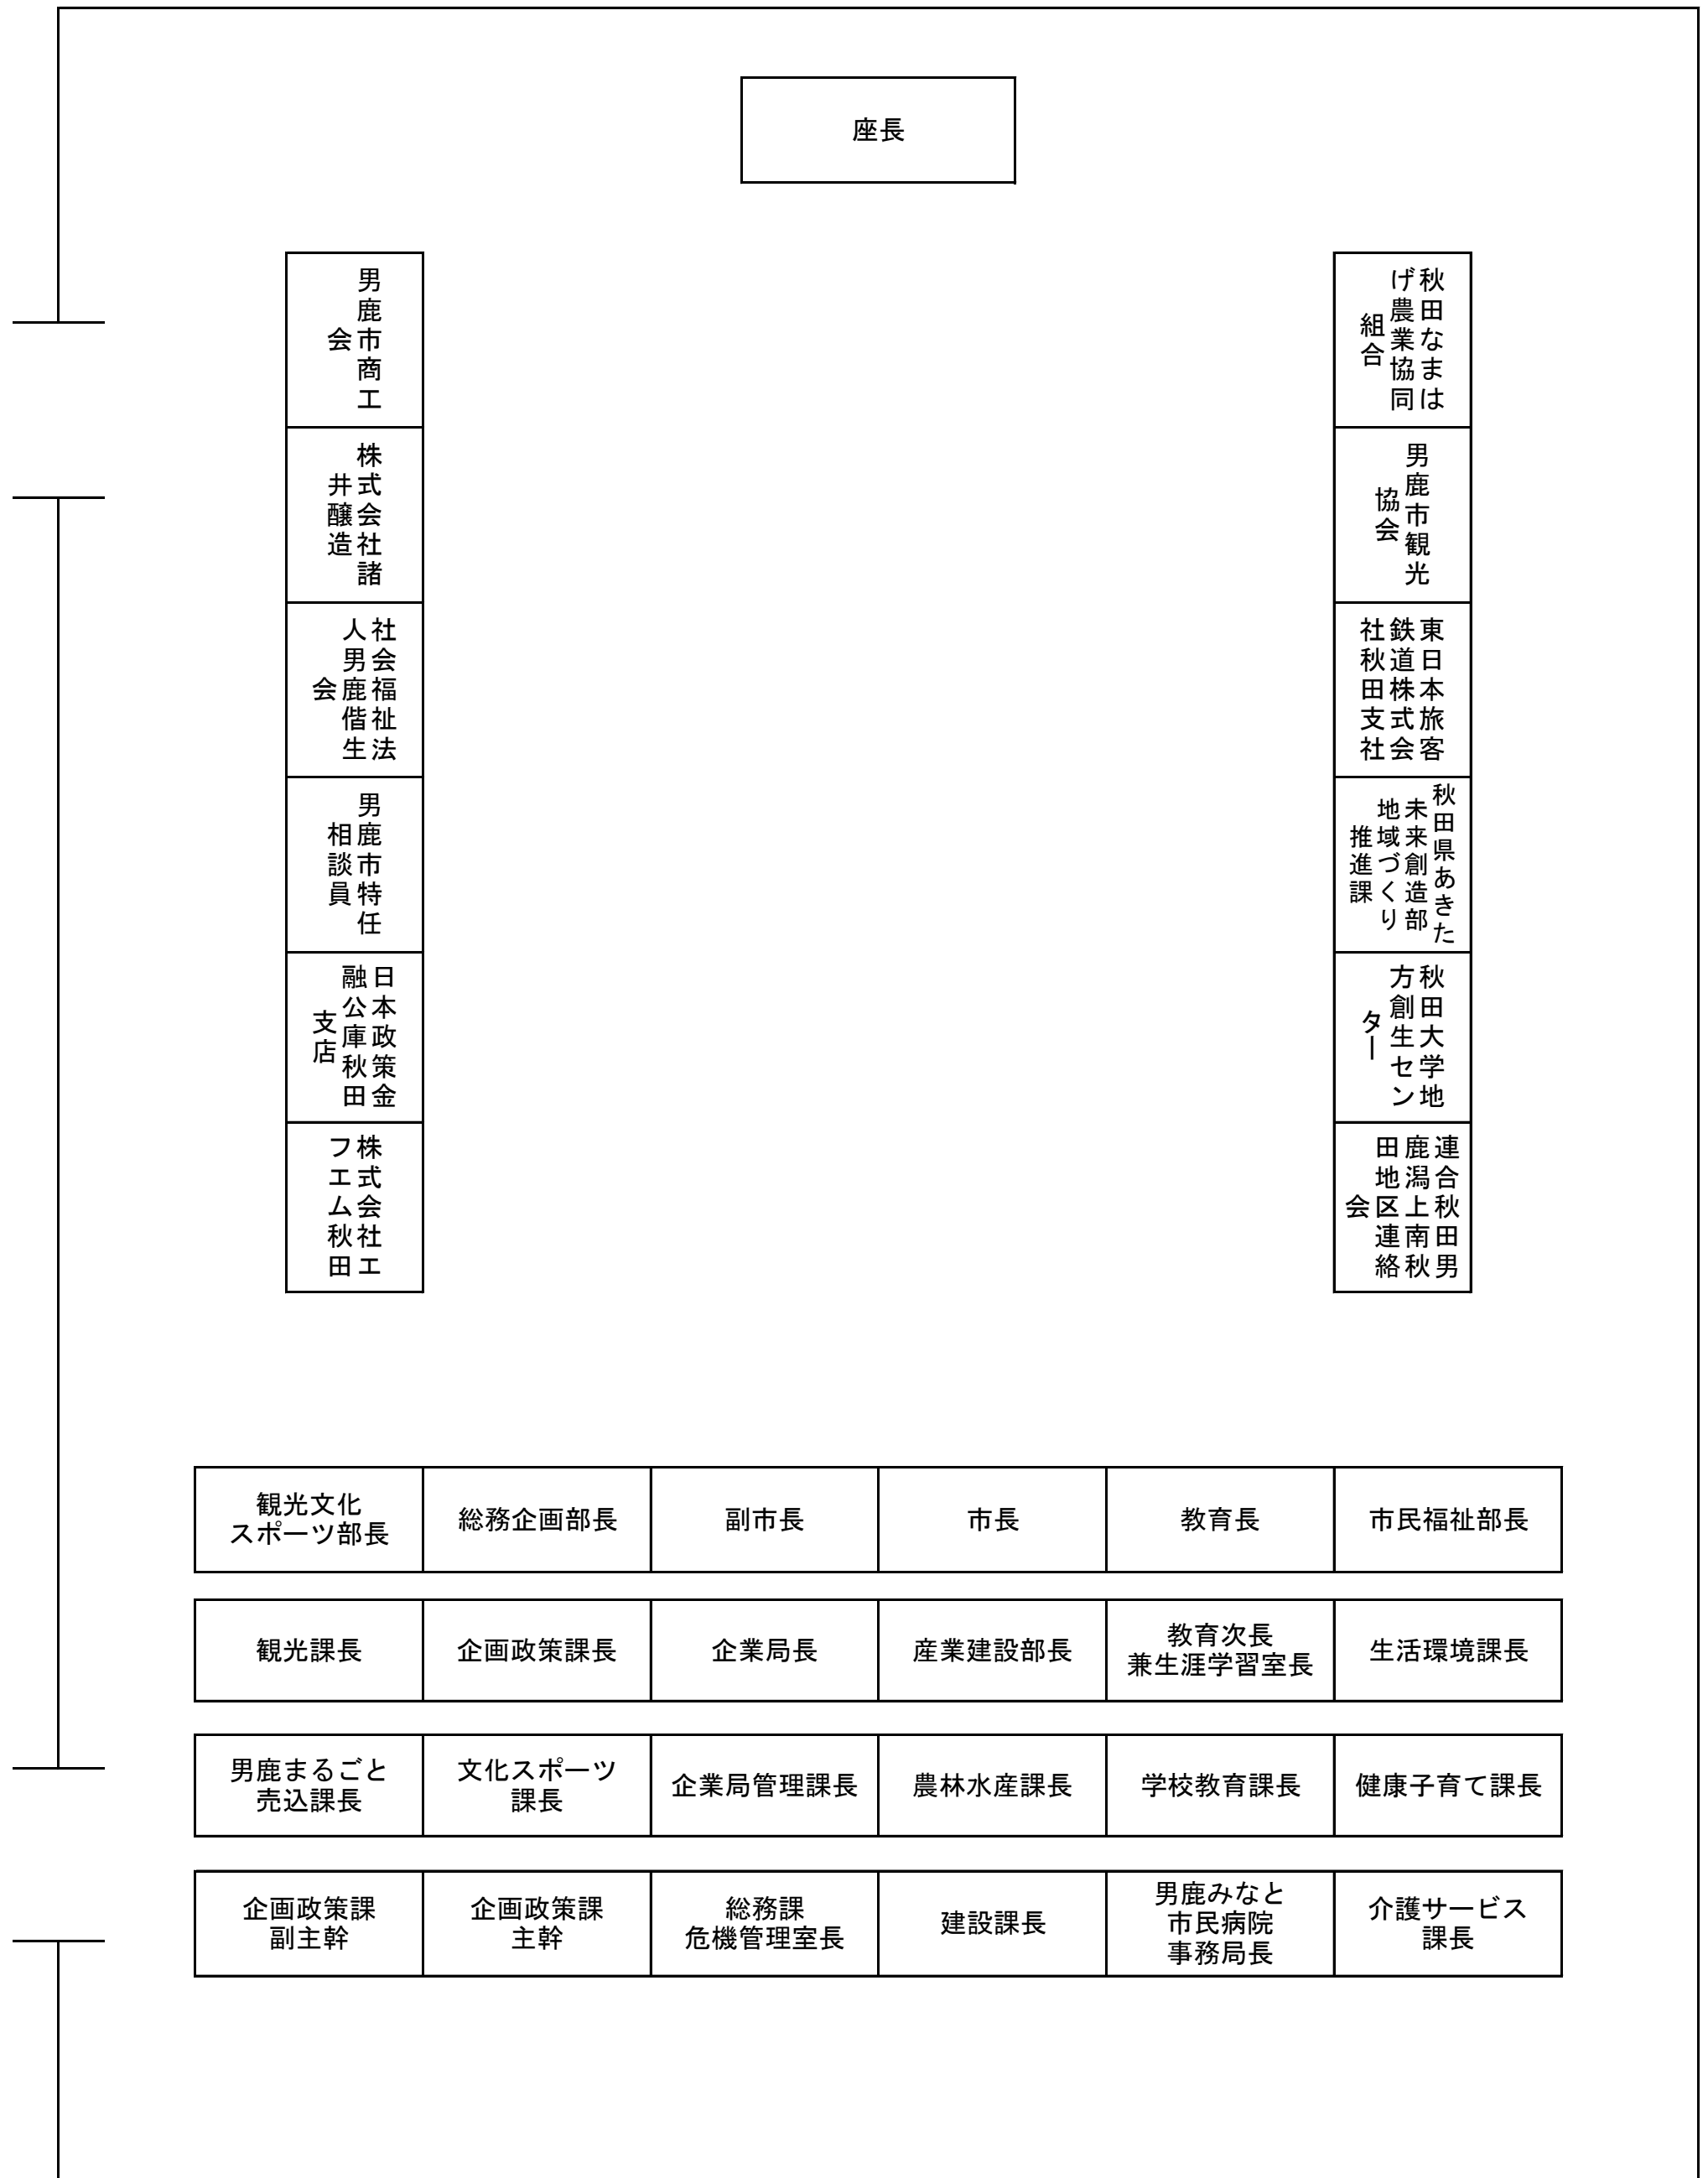 座長
男鹿市商工
会
株式会社諸
井醸造
社会福祉法
人男鹿偕生
会
男鹿市特任
相談員
日本政策金
融公庫秋田
支店
株式会社エ
フエム秋田
秋田なまは
げ農業協同
組合
男鹿市観光
協会
東日本旅客
鉄道株式会
社秋田支社
秋田県あきた
未来創造部
地域づくり
推進課
秋田大学地
方創生セン
ター
連合秋田男
鹿潟上南秋
田地区連絡
会
観光文化
スポーツ部長
総務企画部長
副市長
市長
教育長
市民福祉部長
観光課長
企画政策課長
企業局長
産業建設部長
教育次長
兼生涯学習室長
生活環境課長
男鹿まるごと
売込課長
文化スポーツ
課長
企業局管理課長
農林水産課長
学校教育課長
健康子育て課長
企画政策課
副主幹
企画政策課
主幹
総務課
危機管理室長
建設課長
男鹿みなと
市民病院
事務局長
介護サービス
課長